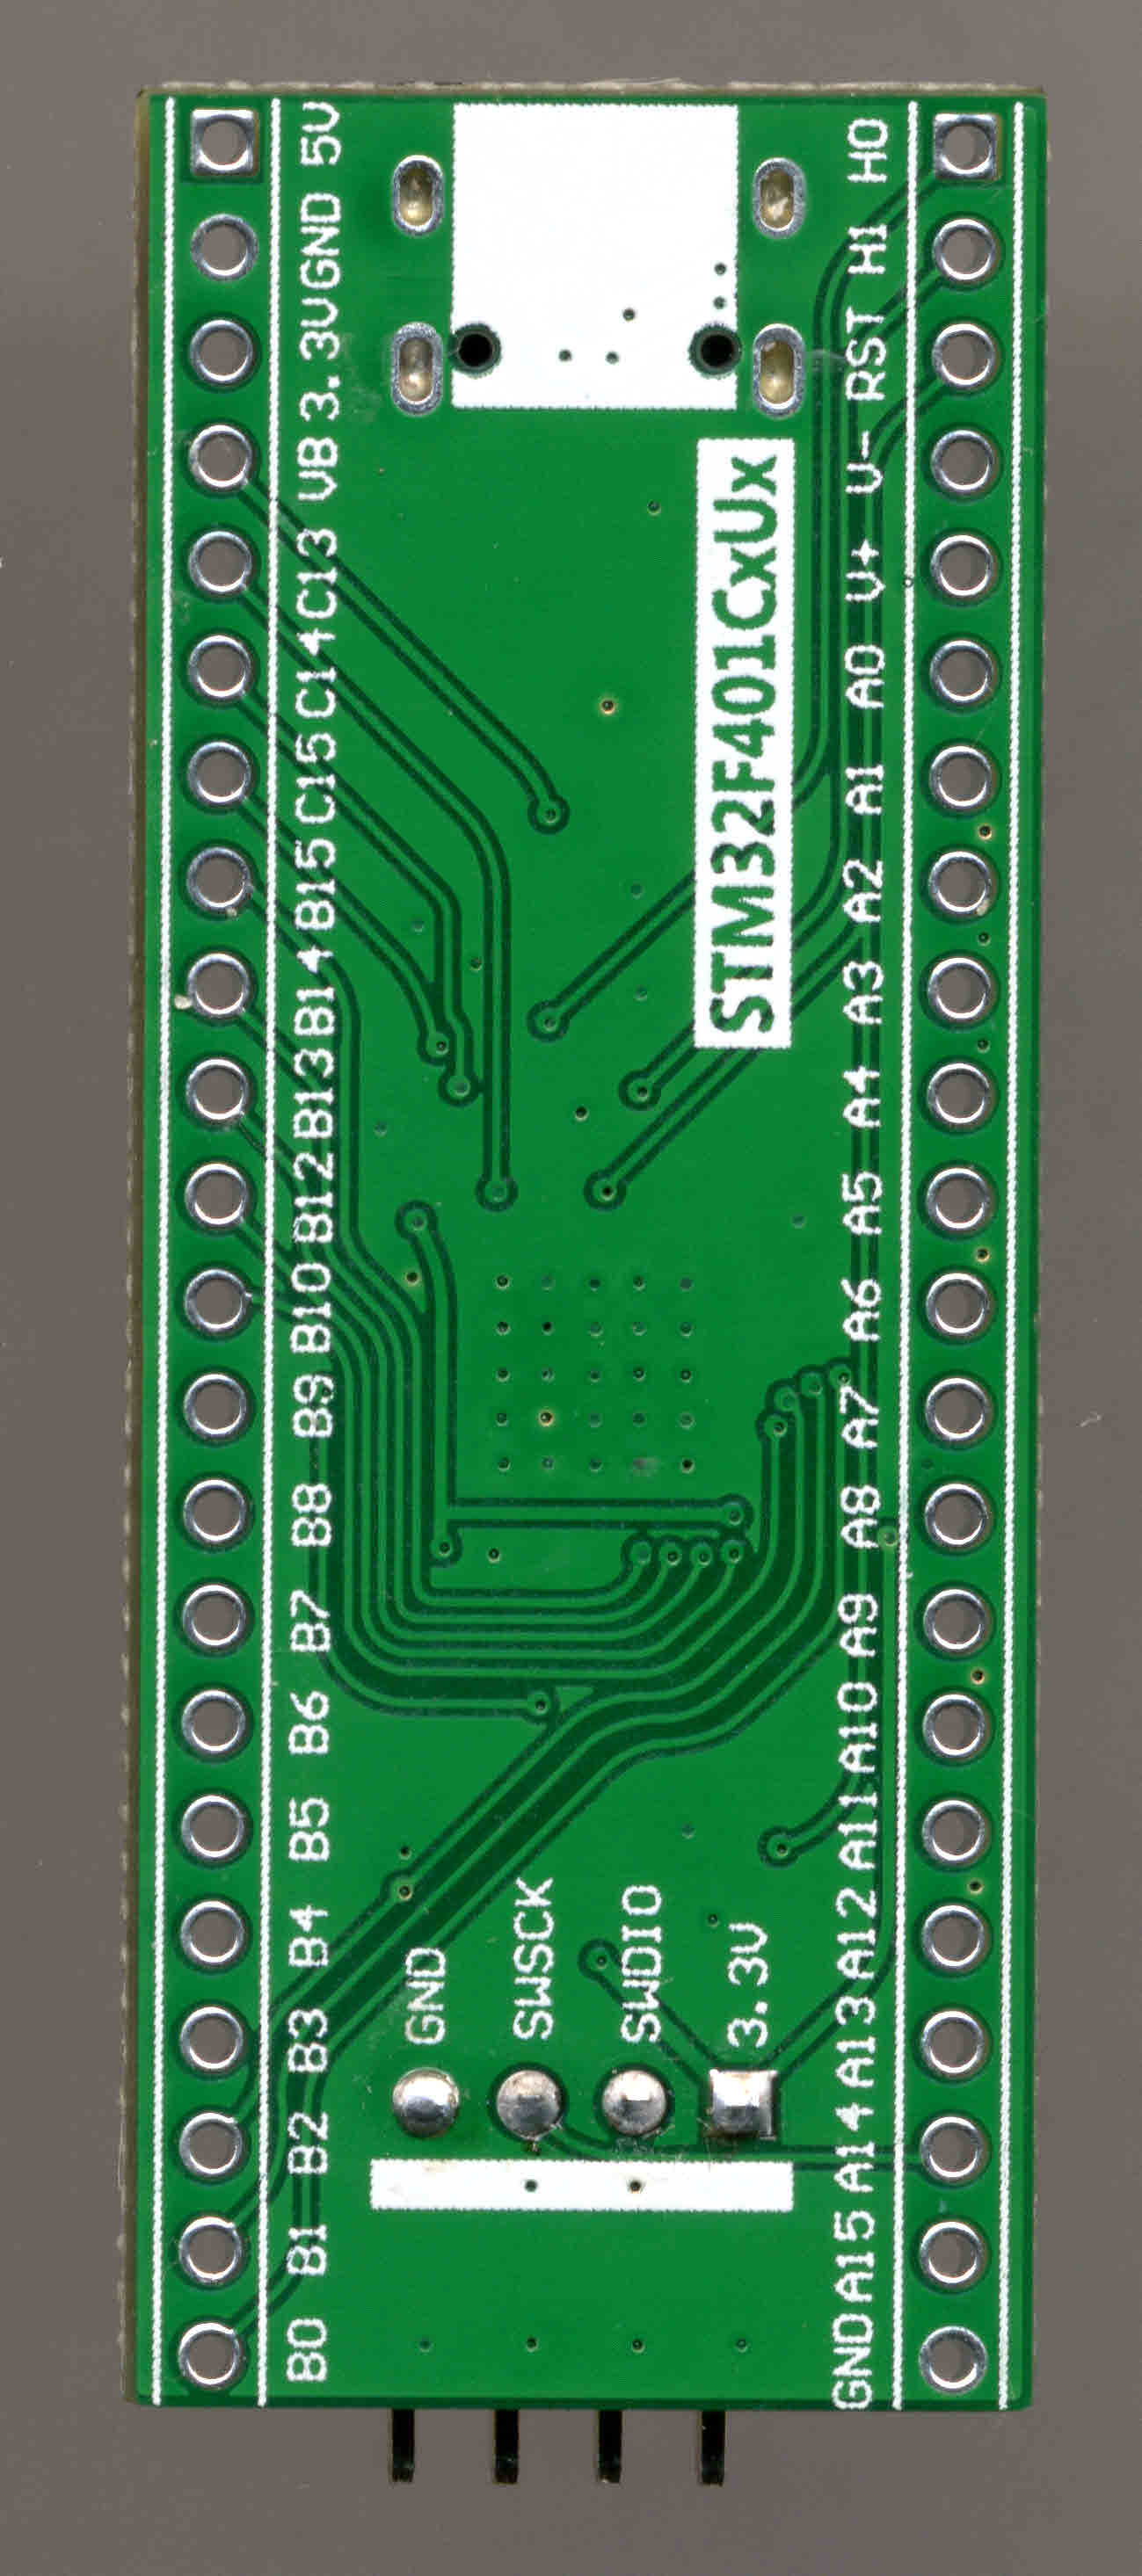 B0 B1 B2 B3 B4 B5 B6 B7 B8 B9 B10 B12 B13 B14 B15 C15 C14 C13 VB 3.3V GND 5V
GND
SWSCK
SWDIO
3.3V
STM32F401CxUx
GND A15 A14 A13 A12 A11 A10 A9 A8 A7 A6 A5 A4 A3 A2 A1 A0 V+ V- RST H1 H0